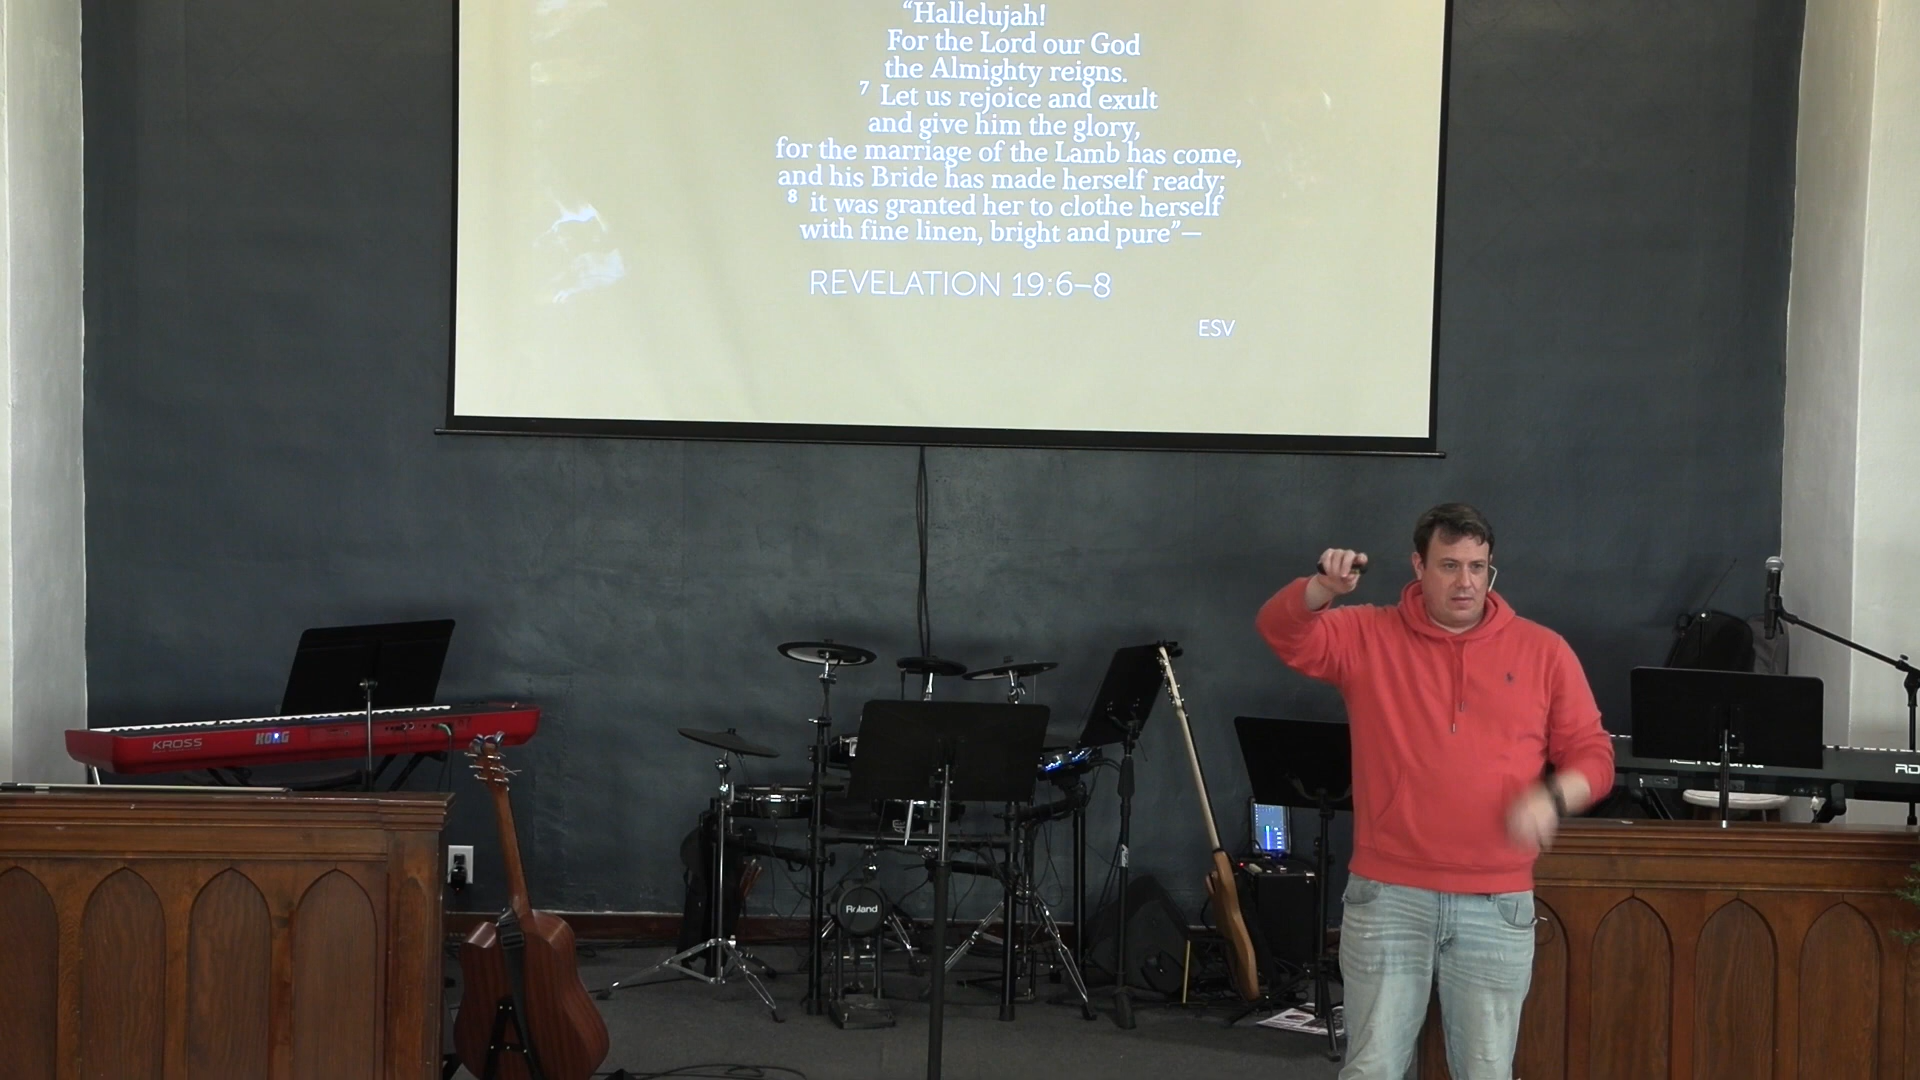 “Hallelujah!
For the Lord our God
the Almighty reigns.
7 Let us rejoice and exult
and give him the glory,
for the marriage of the Lamb has come,
and his Bride has made herself ready;
8 it was granted her to clothe herself
with fine linen, bright and pure”—
REVELATION 19:6–8
ESV
KROSS
KORG
Roland
Roland
RD